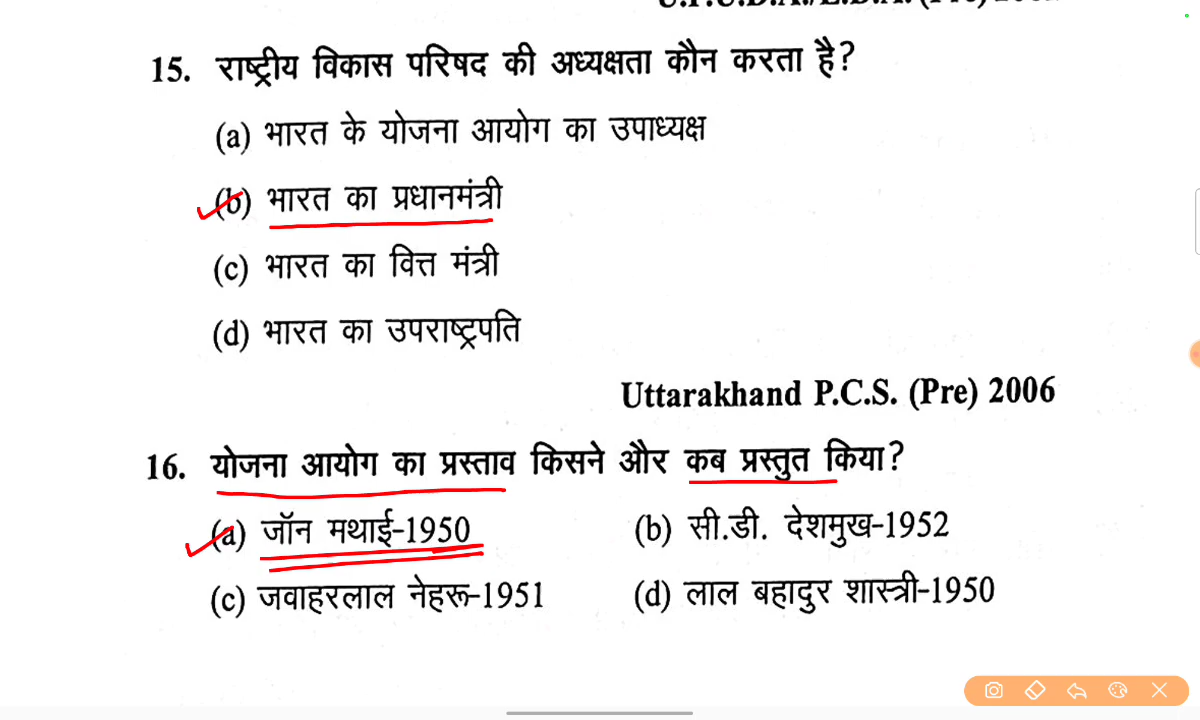 15. राष्ट्रीय विकास परिषद की अध्यक्षता कौन करता है?
(a) भारत के योजना आयोग का उपाध्यक्ष
(b) भारत का प्रधानमंत्री
(c) भारत का वित्त मंत्री
(d) भारत का उपराष्ट्रपति
Uttarakhand P.C.S. (Pre) 2006
16. योजना आयोग का प्रस्ताव किसने और कब प्रस्तुत किया?
(a) जॉन मथाई-1950 (b) सी.डी. देशमुख-1952
(c) जवाहरलाल नेहरू-1951 (d) लाल बहादुर शास्त्री-1950